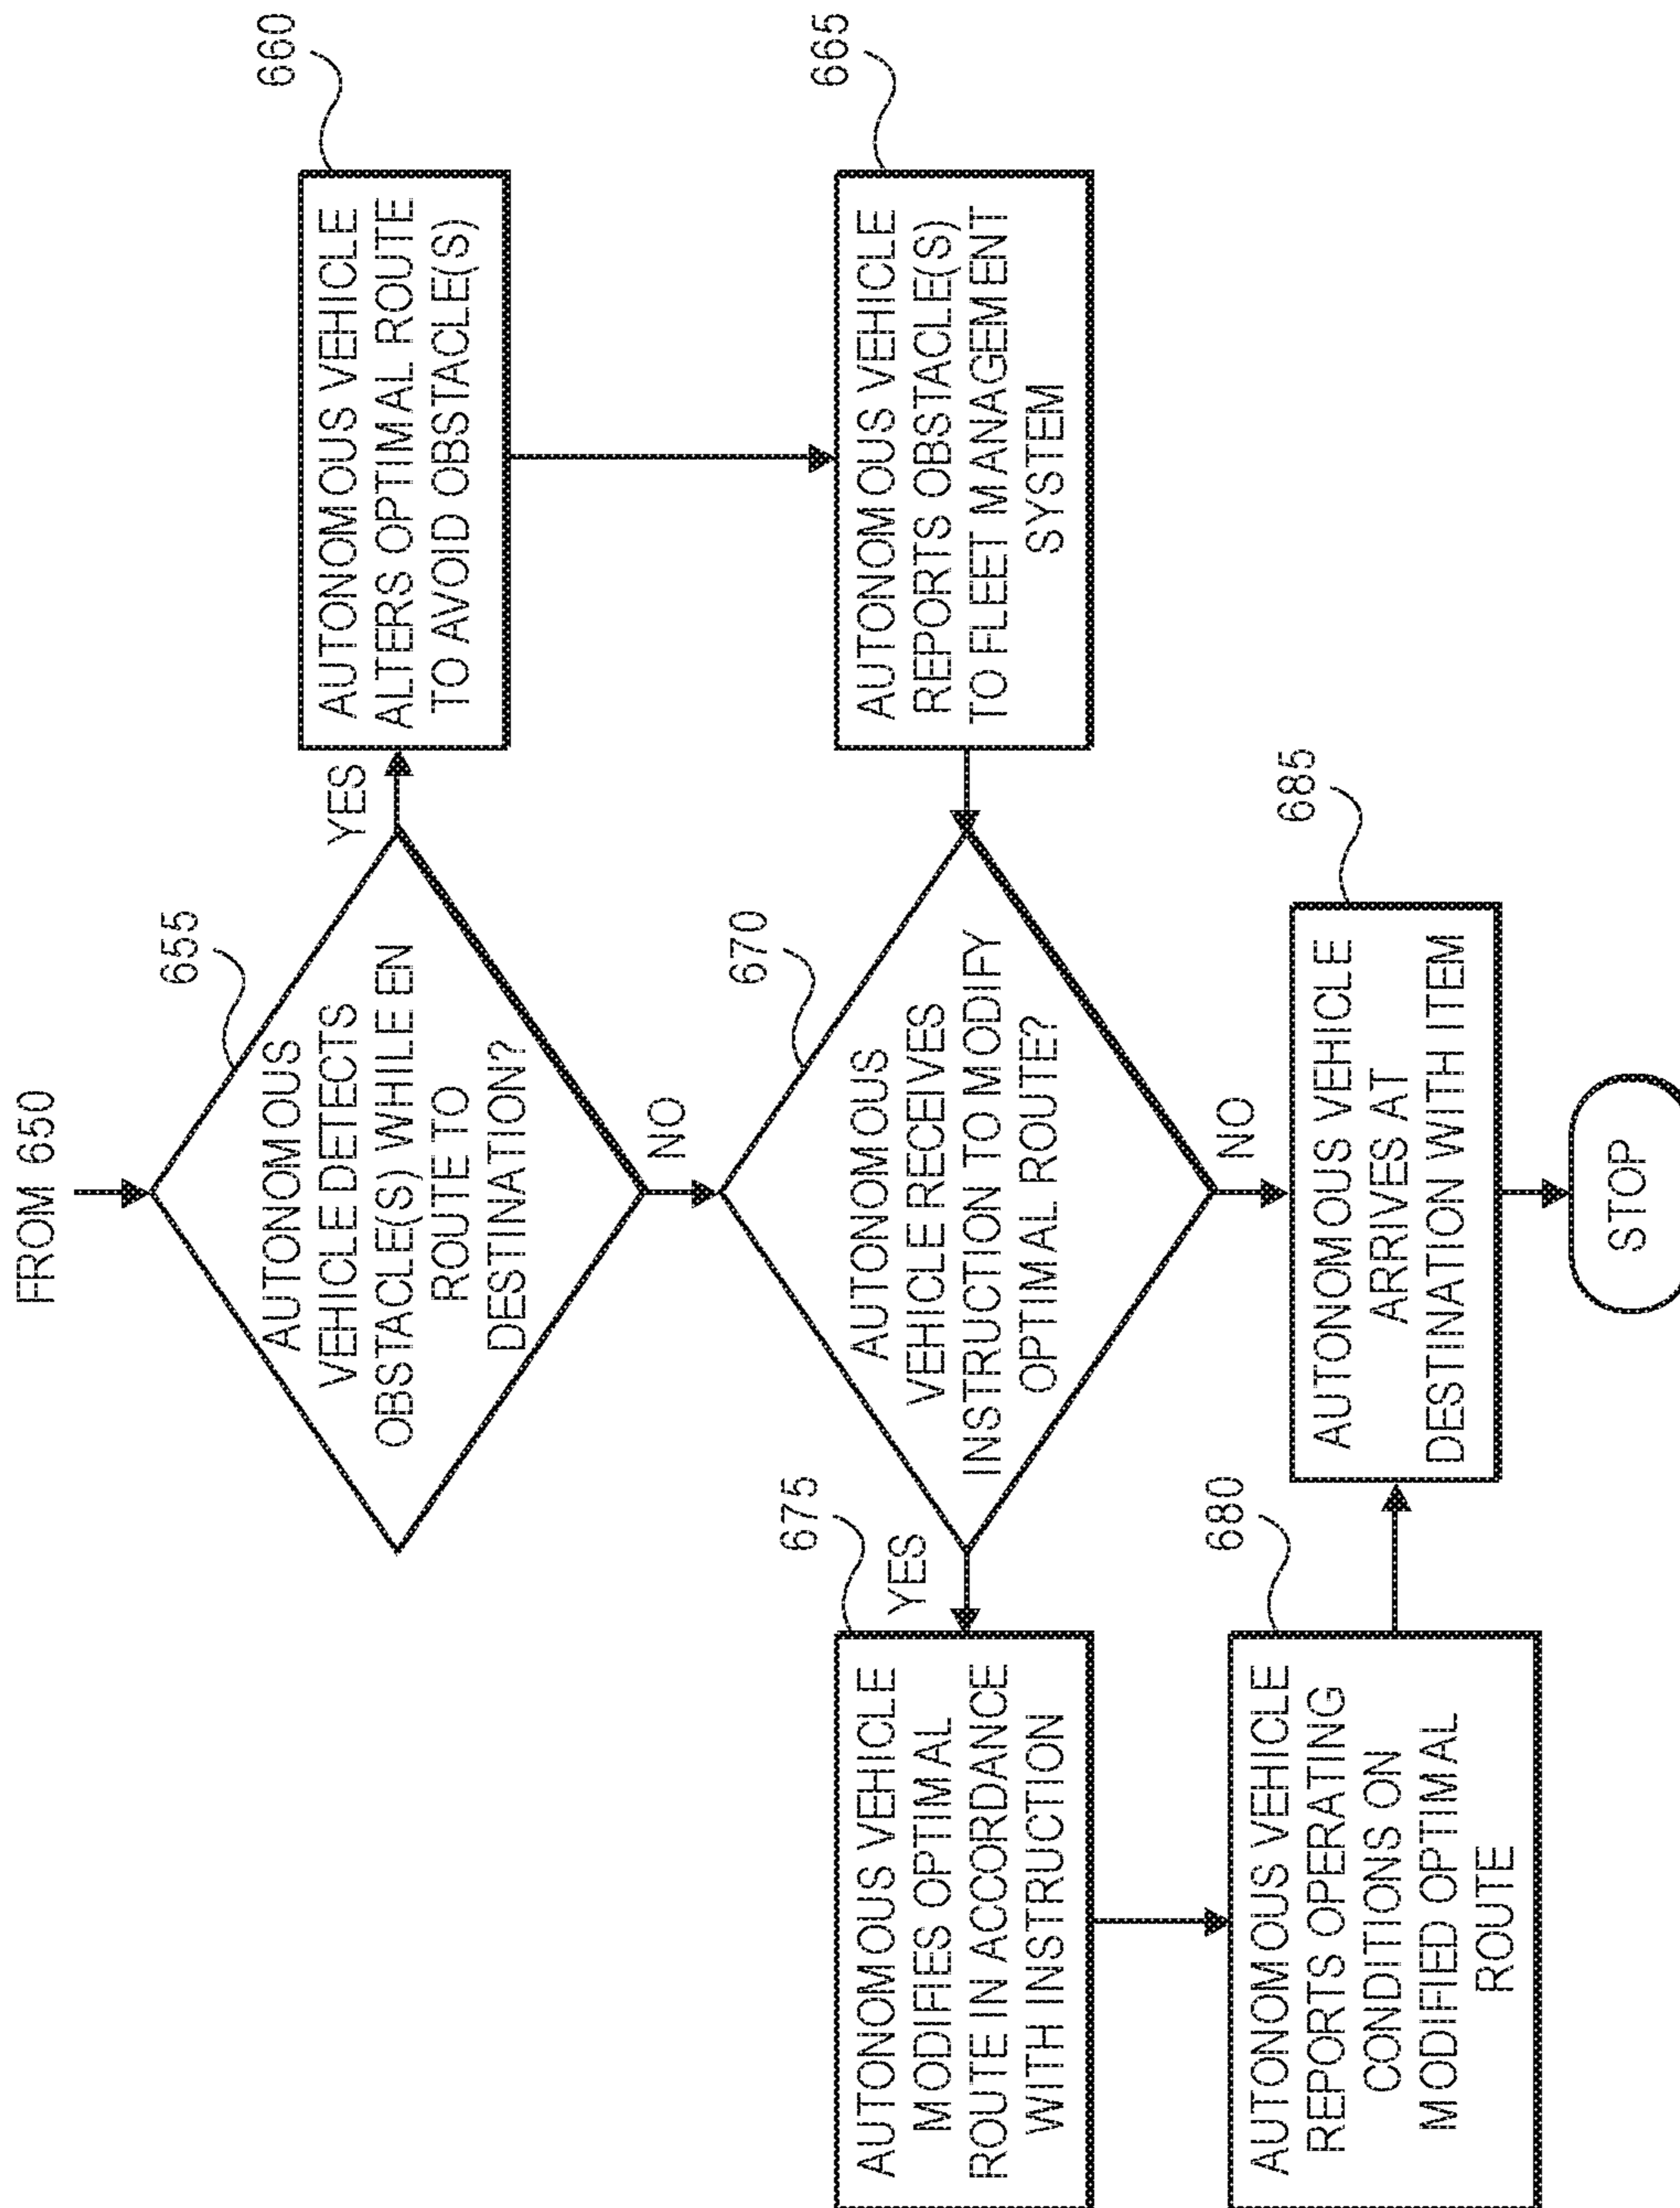 FROM 650
655
AUTONOMOUS
VEHICLE DETECTS
OBSTACLE(S) WHILE EN
ROUTE TO
DESTINATION?
YES
NO
660
AUTONOMOUS VEHICLE
ALTERS OPTIMAL ROUTE
TO AVOID OBSTACLE(S)
665
AUTONOMOUS VEHICLE
REPORTS OBSTACLE(S)
TO FLEET MANAGEMENT
SYSTEM
670
AUTONOMOUS
VEHICLE RECEIVES
INSTRUCTION TO MODIFY
OPTIMAL ROUTE?
YES
NO
675
AUTONOMOUS VEHICLE
MODIFIES OPTIMAL
ROUTE IN ACCORDANCE
WITH INSTRUCTION
680
AUTONOMOUS VEHICLE
REPORTS OPERATING
CONDITIONS ON
MODIFIED OPTIMAL
ROUTE
685
AUTONOMOUS VEHICLE
ARRIVES AT
DESTINATION WITH ITEM
STOP